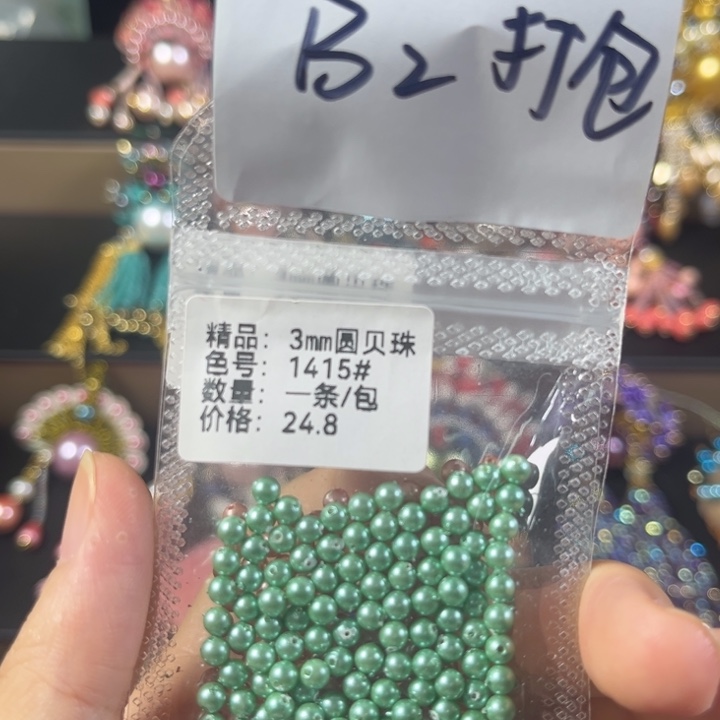 B2 打包
精品: 3mm圆贝珠
色号: 1415#
数量: 一条/包
价格: 24.8